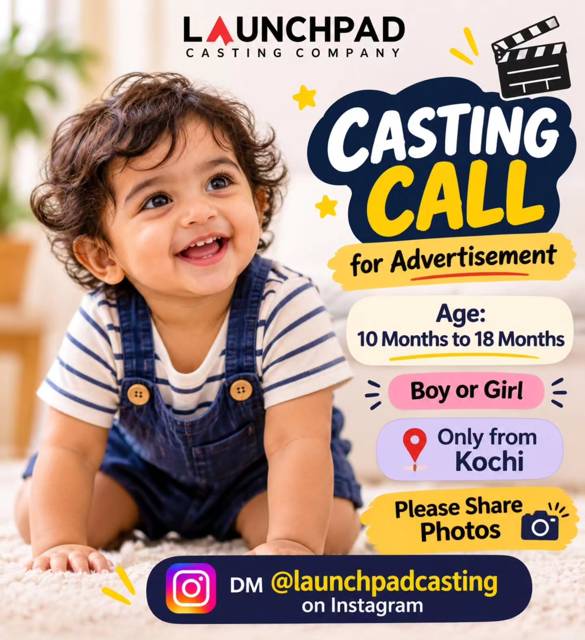 LAUNCHPAD
CASTING COMPANY
CASTING
CALL
for Advertisement
Age:
10 Months to 18 Months
Boy or Girl
Only from
Kochi
Please Share
Photos
DM @launchpadcasting
on Instagram